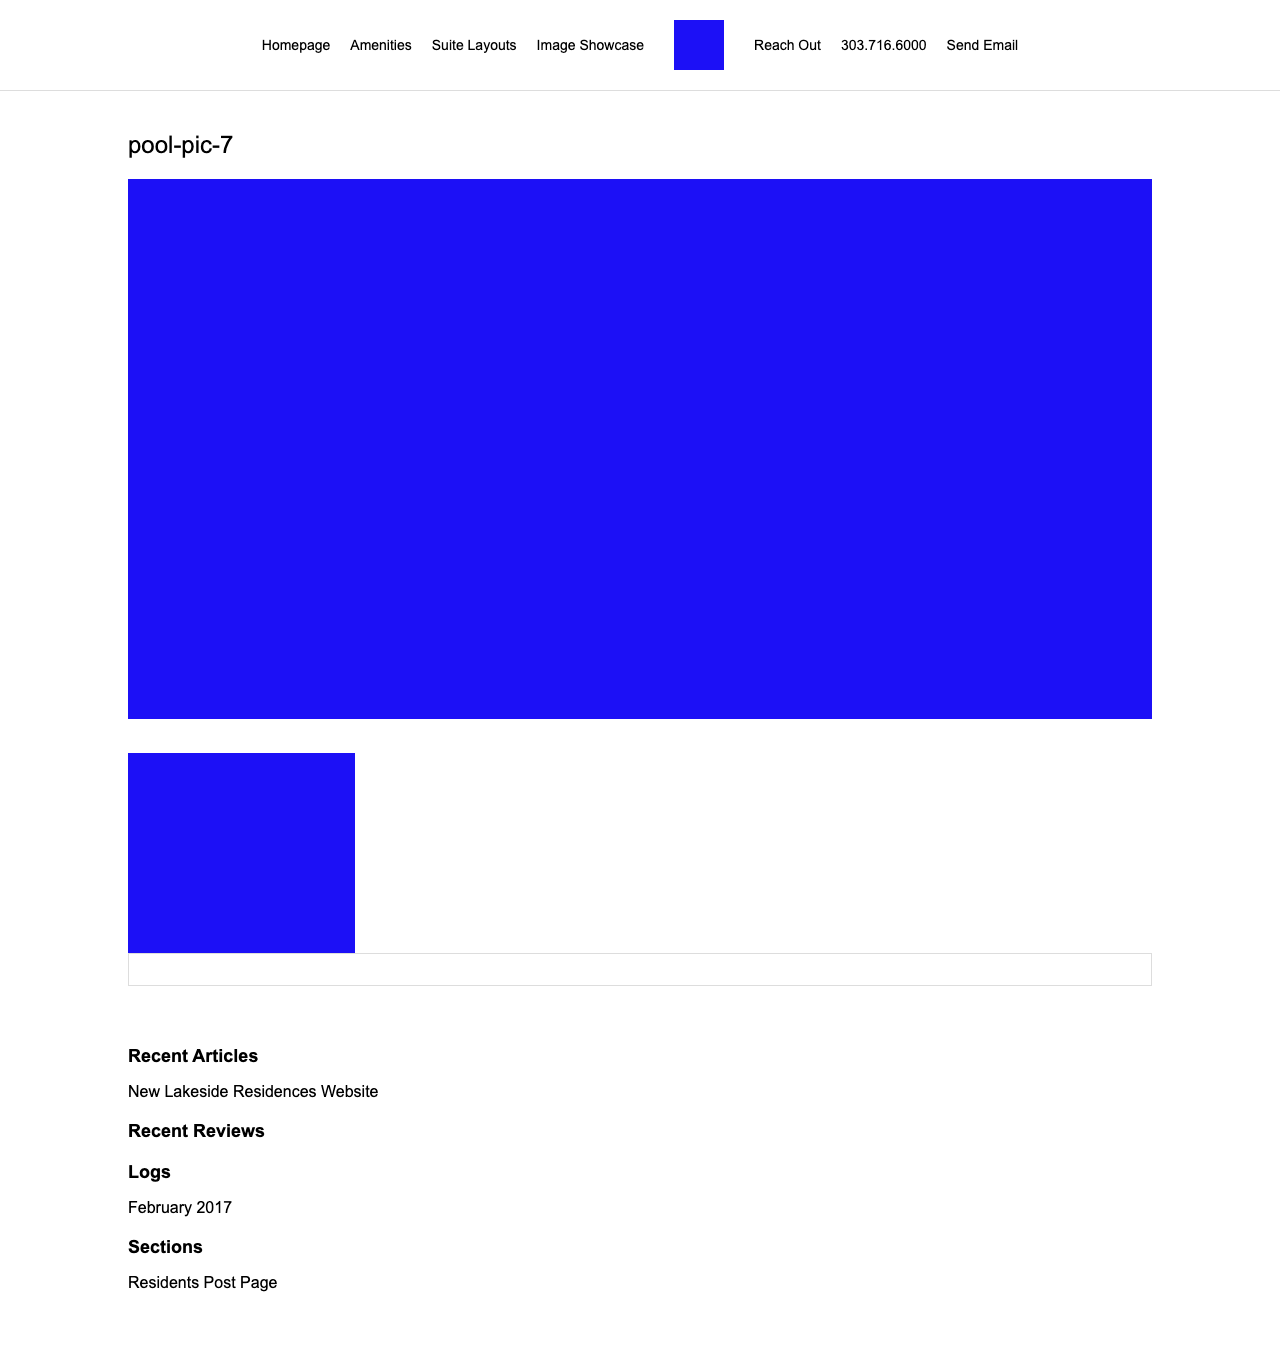 Homepage Amenities Suite Layouts Image Showcase Reach Out 303.716.6000 Send Email
pool-pic-7
Recent Articles
New Lakeside Residences Website
Recent Reviews
Logs
February 2017
Sections
Residents Post Page